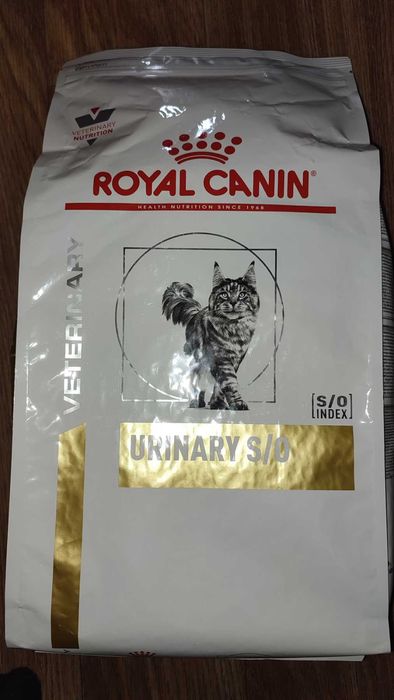 VETERINARY
NUTRITION
ROYAL CANIN
HEALTH NUTRITION SINCE 1968
VETERINARY
[S/O]
INDEX
URINARY S/O